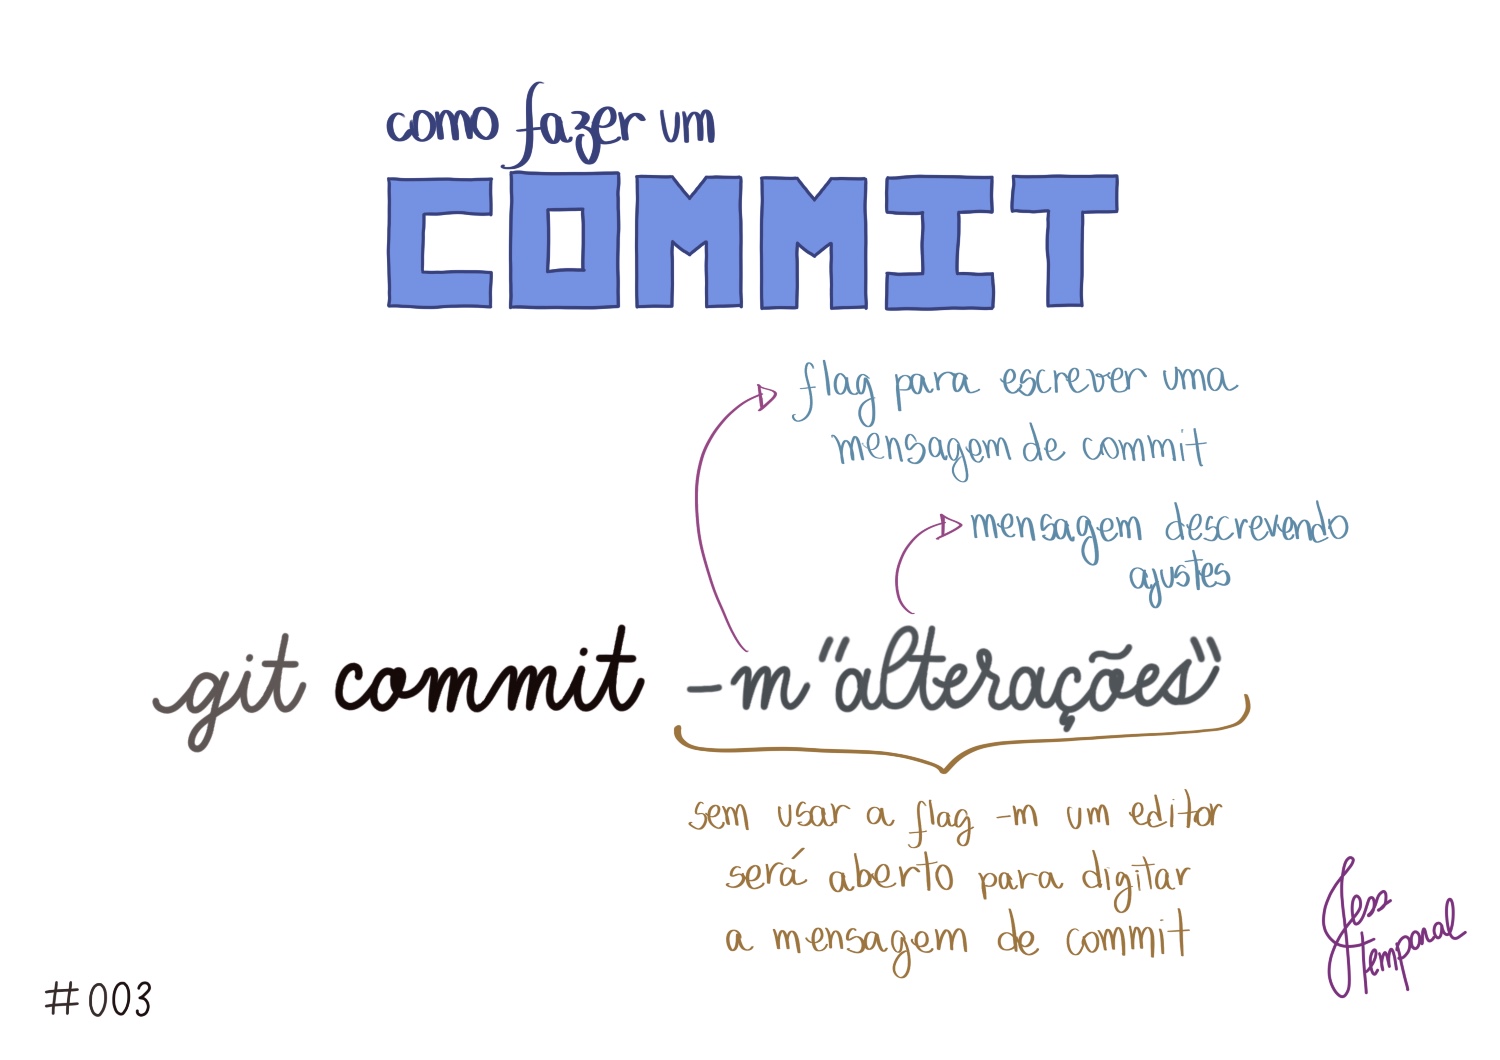 como fazer um
COMMIT
flag para escrever uma
mensagem de commit
mensagem descrevendo
ajustes
git commit -m "alterações"
sem usar a flag -m um editor
será aberto para digitar
a mensagem de commit
Jess
temporal
#003